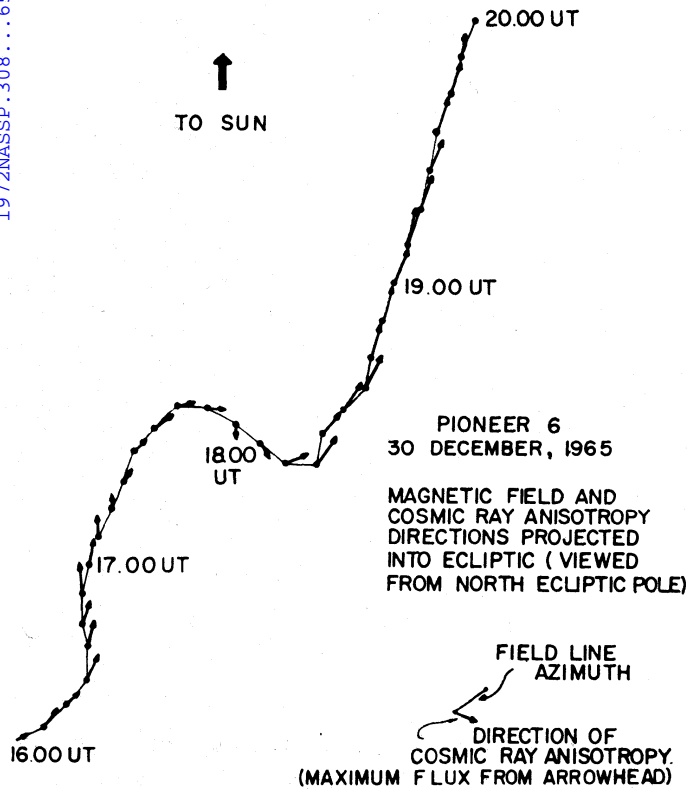 1972NASSP.308...
20.00 UT
TO SUN
19.00 UT
PIONEER 6
30 DECEMBER, 1965
18.00
UT
MAGNETIC FIELD AND
COSMIC RAY ANISOTROPY
DIRECTIONS PROJECTED
INTO ECLIPTIC ( VIEWED
FROM NORTH ECLIPTIC POLE)
17.00 UT
FIELD LINE
AZIMUTH
DIRECTION OF
COSMIC RAY ANISOTROPY.
(MAXIMUM FLUX FROM ARROWHEAD)
16.00 UT